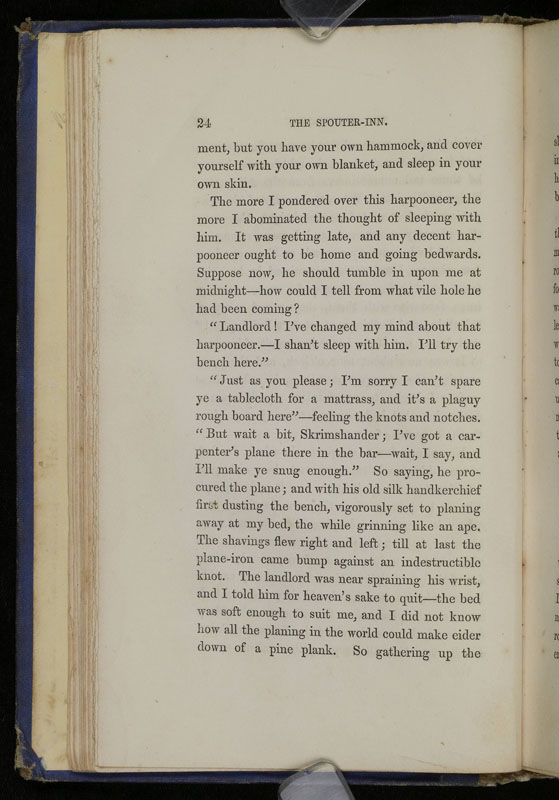 24 THE SPOUTER-INN.
ment, but you have your own hammock, and cover
yourself with your own blanket, and sleep in your
own skin.
The more I pondered over this harpooneer, the
more I abominated the thought of sleeping with
him. It was getting late, and any decent har-
pooneer ought to be home and going bedwards.
Suppose now, he should tumble in upon me at
midnight—how could I tell from what vile hole he
had been coming?
"Landlord! I've changed my mind about that
harpooneer.—I shan't sleep with him. I'll try the
bench here."
"Just as you please; I'm sorry I can't spare
ye a tablecloth for a mattrass, and it's a plaguy
rough board here"—feeling the knots and notches.
"But wait a bit, Skrimshander; I've got a car-
penter's plane there in the bar—wait, I say, and
I'll make ye snug enough." So saying, he pro-
cured the plane; and with his old silk handkerchief
first dusting the bench, vigorously set to planing
away at my bed, the while grinning like an ape.
The shavings flew right and left; till at last the
plane-iron came bump against an indestructible
knot. The landlord was near spraining his wrist,
and I told him for heaven's sake to quit—the bed
was soft enough to suit me, and I did not know
how all the planing in the world could make eider
down of a pine plank. So gathering up the